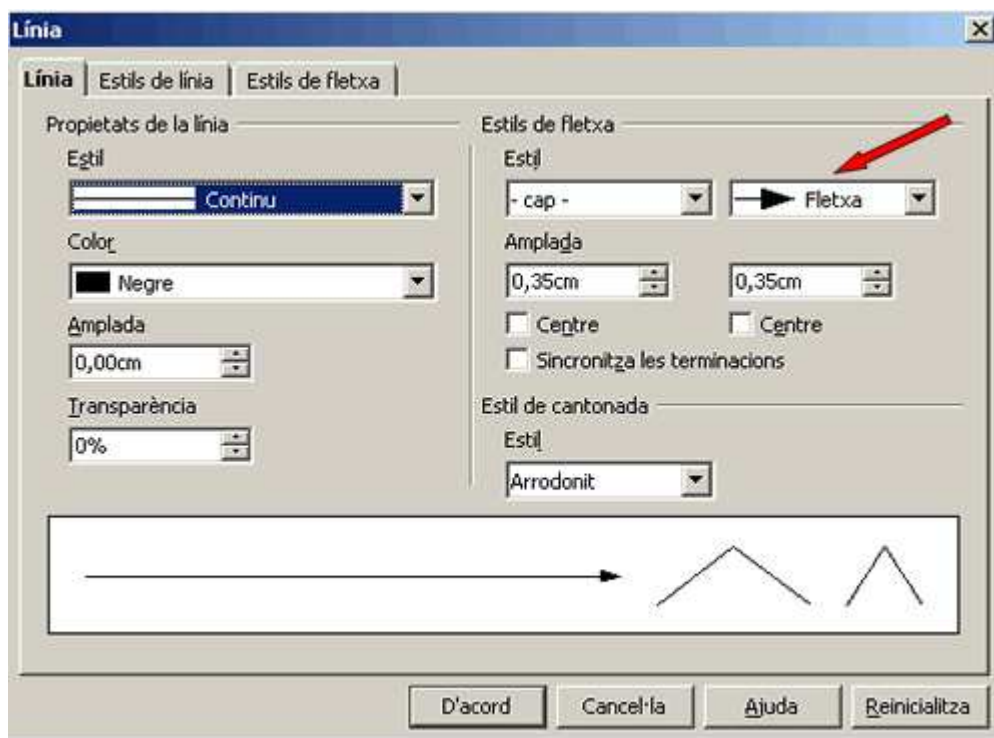 Línia
Línia Estils de línia Estils de fletxa
Propietats de la línia
Estil
Continu
Color
Negre
Amplada
0,00cm
Transparència
0%
Estils de fletxa
Estil
- cap - Fletxa
Amplada
0,35cm 0,35cm
Centre Centre
Sincronitza les terminacions
Estil de cantonada
Estil
Arrodonit
D'acord Cancel·la Ajuda Reinicialitza